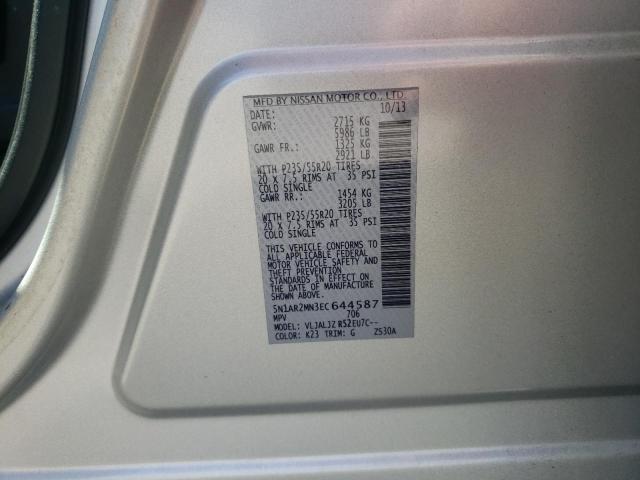 MFD BY NISSAN MOTOR CO., LTD
DATE: 10/13
GVWR: 2715 KG
5986 LB
GAWR FR.: 1325 KG
2921 LB
WITH P235/55R20 TIRES
20 X 7.5 RIMS AT 35 PSI
COLD SINGLE
GAWR RR.: 1454 KG
3205 LB
WITH P235/55R20 TIRES
20 X 7.5 RIMS AT 35 PSI
COLD SINGLE
THIS VEHICLE CONFORMS TO
ALL APPLICABLE FEDERAL
MOTOR VEHICLE SAFETY AND
THEFT PREVENTION
STANDARDS IN EFFECT ON
THE DATE OF MANUFACTURE
SHOWN ABOVE.
5N1AR2MN3EC644587
MPV 706
MODEL: VLJALJZ RS2EU7C--
COLOR: K23 TRIM: G ZS30A